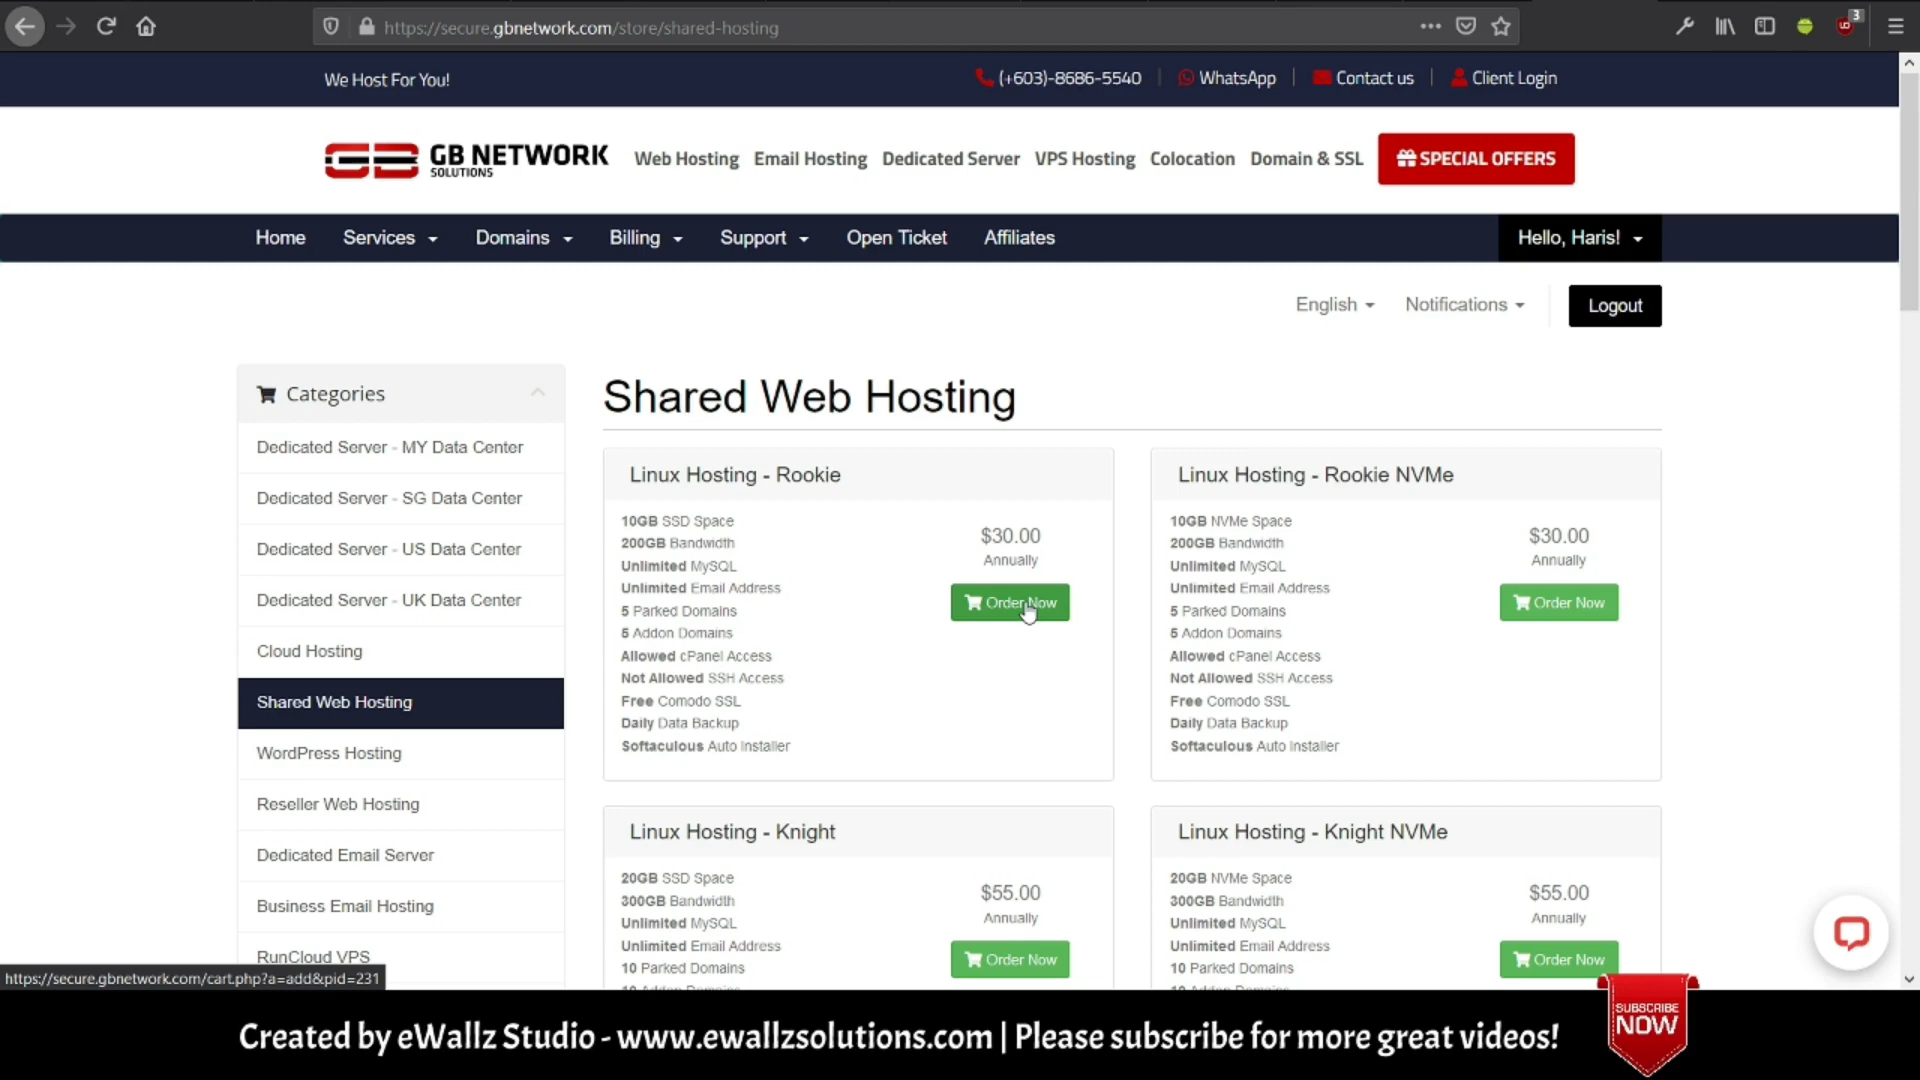 https://secure.gbnetwork.com/store/shared-hosting
3
We Host For You!
(+603)-8686-5540
WhatsApp
Contact us
Client Login
GB NETWORK
SOLUTIONS
Web Hosting
Email Hosting
Dedicated Server
VPS Hosting
Colocation
Domain & SSL
SPECIAL OFFERS
Home
Services
Domains
Billing
Support
Open Ticket
Affiliates
Hello, Haris!
English
Notifications
Logout
Categories
Dedicated Server - MY Data Center
Dedicated Server - SG Data Center
Dedicated Server - US Data Center
Dedicated Server - UK Data Center
Cloud Hosting
Shared Web Hosting
WordPress Hosting
Reseller Web Hosting
Dedicated Email Server
Business Email Hosting
RunCloud VPS
Shared Web Hosting
Linux Hosting - Rookie
10GB SSD Space
200GB Bandwidth
Unlimited MySQL
Unlimited Email Address
5 Parked Domains
5 Addon Domains
Allowed cPanel Access
Not Allowed SSH Access
Free Comodo SSL
Daily Data Backup
Softaculous Auto Installer
$30.00
Annually
Order Now
Linux Hosting - Rookie NVMe
10GB NVMe Space
200GB Bandwidth
Unlimited MySQL
Unlimited Email Address
5 Parked Domains
5 Addon Domains
Allowed cPanel Access
Not Allowed SSH Access
Free Comodo SSL
Daily Data Backup
Softaculous Auto Installer
$30.00
Annually
Order Now
Linux Hosting - Knight
20GB SSD Space
300GB Bandwidth
Unlimited MySQL
Unlimited Email Address
10 Parked Domains
10 Addon Domains
$55.00
Annually
Order Now
Linux Hosting - Knight NVMe
20GB NVMe Space
300GB Bandwidth
Unlimited MySQL
Unlimited Email Address
10 Parked Domains
10 Addon Domains
$55.00
Annually
Order Now
https://secure.gbnetwork.com/cart.php?a=add&pid=231
Created by eWallz Studio - www.ewallzsolutions.com | Please subscribe for more great videos!
SUBSCRIBE
NOW